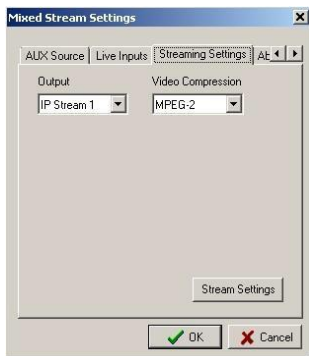 Mixed Stream Settings
AUX Source Live Inputs Streaming Settings
Output Video Compression
IP Stream 1 MPEG-2
Stream Settings
OK Cancel